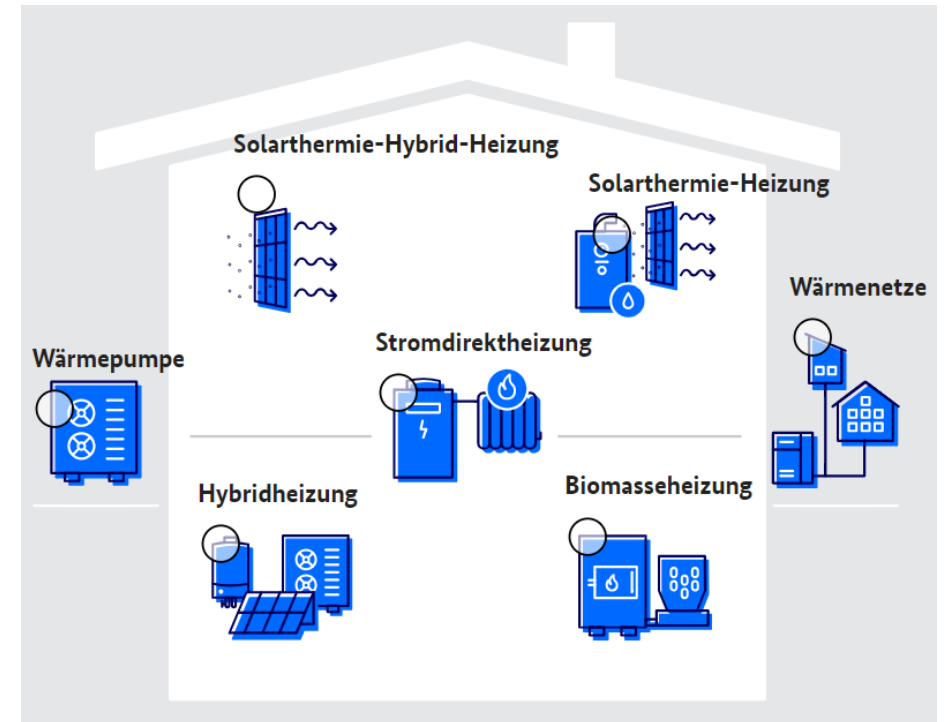 Solarthermie-Hybrid-Heizung
Solarthermie-Heizung
Wärmenetze
Stromdirektheizung
Wärmepumpe
Hybridheizung
Biomasseheizung